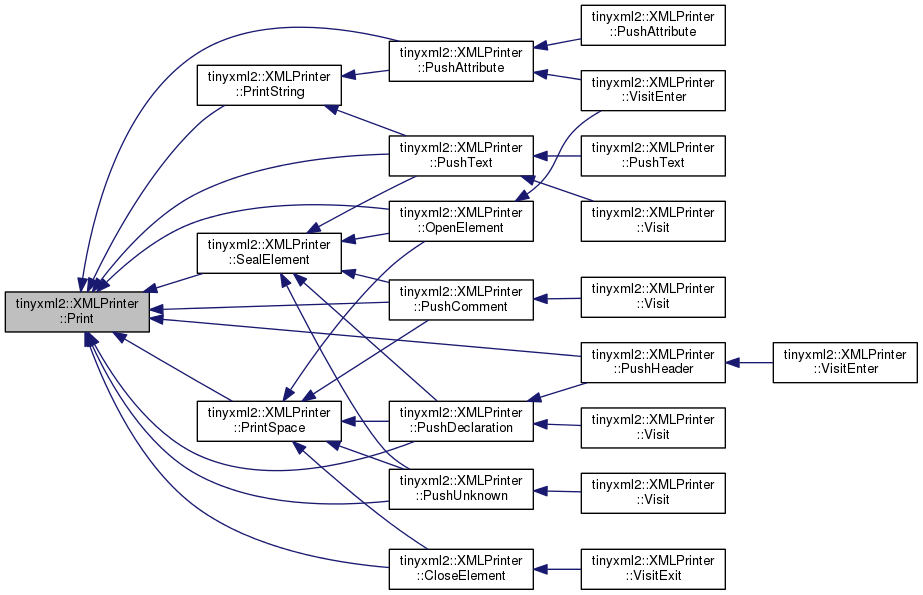 tinyxml2::XMLPrinter
::Print
tinyxml2::XMLPrinter
::PrintString
tinyxml2::XMLPrinter
::SealElement
tinyxml2::XMLPrinter
::PrintSpace
tinyxml2::XMLPrinter
::PushAttribute
tinyxml2::XMLPrinter
::PushText
tinyxml2::XMLPrinter
::OpenElement
tinyxml2::XMLPrinter
::PushComment
tinyxml2::XMLPrinter
::PushDeclaration
tinyxml2::XMLPrinter
::PushUnknown
tinyxml2::XMLPrinter
::CloseElement
tinyxml2::XMLPrinter
::PushAttribute
tinyxml2::XMLPrinter
::VisitEnter
tinyxml2::XMLPrinter
::PushText
tinyxml2::XMLPrinter
::Visit
tinyxml2::XMLPrinter
::Visit
tinyxml2::XMLPrinter
::PushHeader
tinyxml2::XMLPrinter
::Visit
tinyxml2::XMLPrinter
::Visit
tinyxml2::XMLPrinter
::VisitExit
tinyxml2::XMLPrinter
::VisitEnter